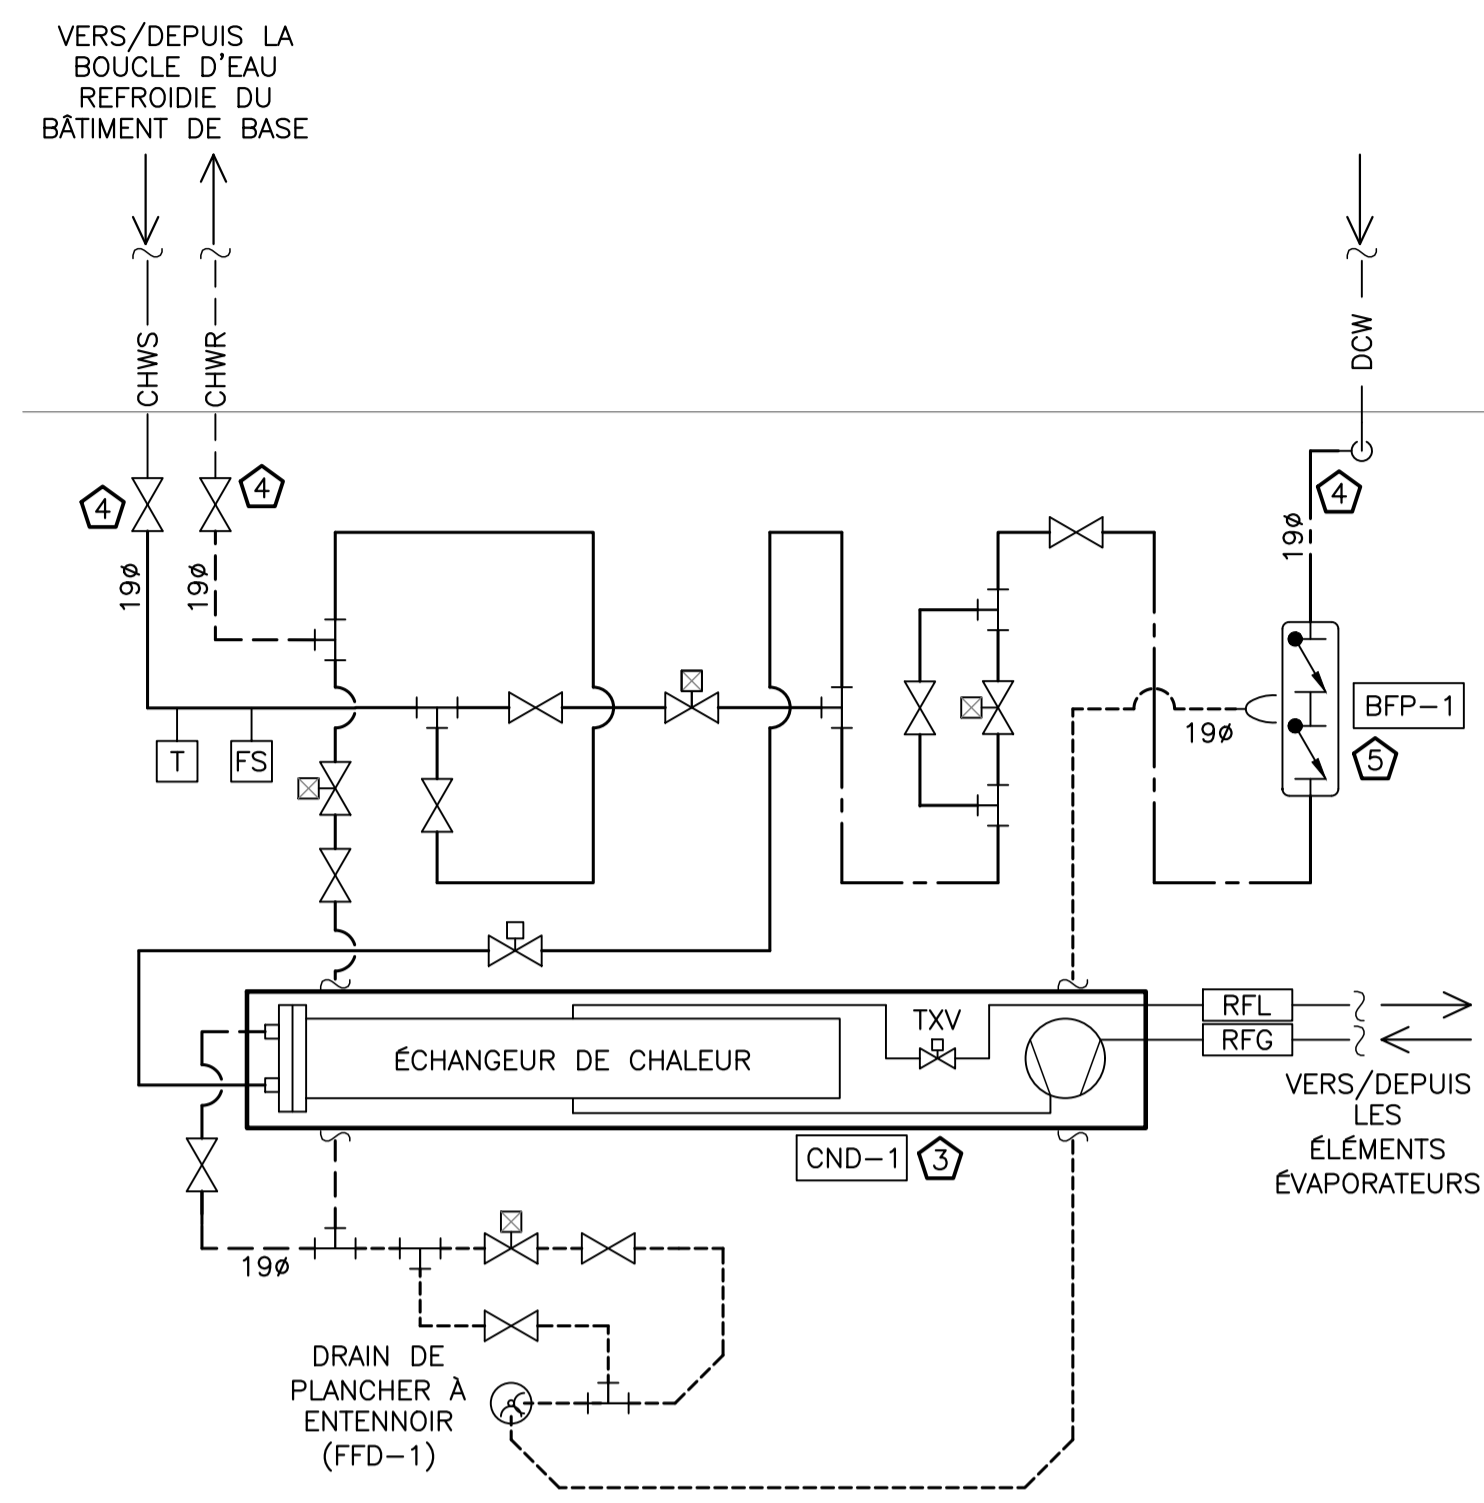 VERS/DEPUIS LA
BOUCLE D'EAU
REFROIDIE DU
BÂTIMENT DE BASE
CHWS
CHWR
DCW
4
4
4
19ø
19ø
19ø
T
FS
BFP-1
19ø
5
TXV
RFL
RFG
ÉCHANGEUR DE CHALEUR
VERS/DEPUIS
LES
ÉLÉMENTS
ÉVAPORATEURS
CND-1
3
19ø
DRAIN DE
PLANCHER À
ENTENNOIR
(FFD-1)